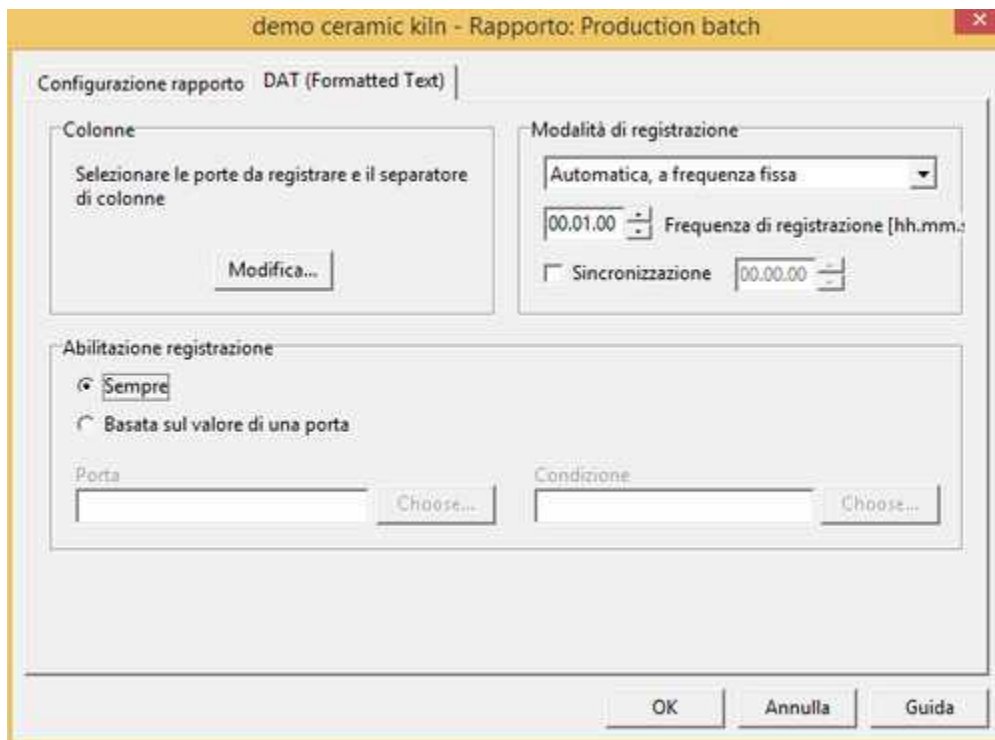 demo ceramic kiln - Rapporto: Production batch
Configurazione rapporto
DAT (Formatted Text)
Colonne
Selezionare le porte da registrare e il separatore
di colonne
Modifica...
Modalità di registrazione
Automatica, a frequenza fissa
00.01.00
Frequenza di registrazione [hh.mm.
Sincronizzazione
00.00.00
Abilitazione registrazione
Sempre
Basata sul valore di una porta
Porta
Choose...
Condizione
Choose...
OK
Annulla
Guida